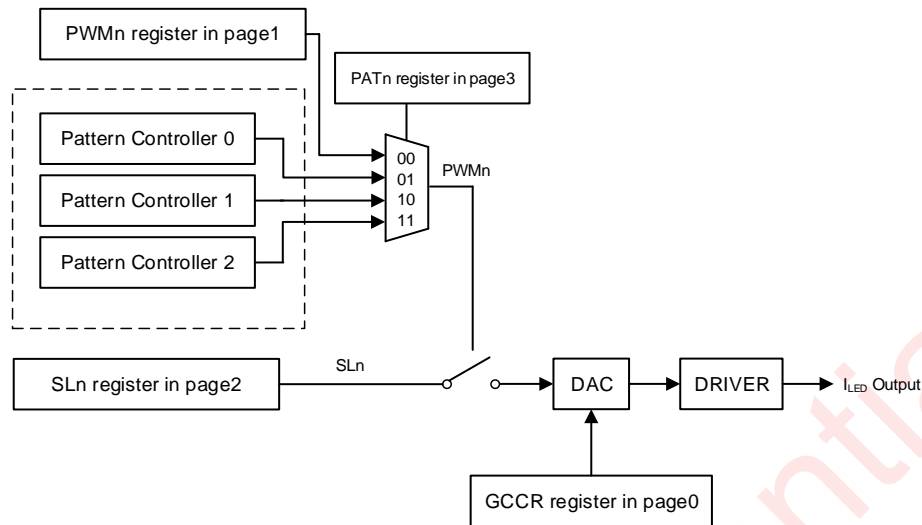 PWMn register in page1
PATn register in page3
Pattern Controller 0
Pattern Controller 1
Pattern Controller 2
00
01
10
11
PWMn
SLn register in page2
SLn
DAC
DRIVER
ILED Output
GCCR register in page0